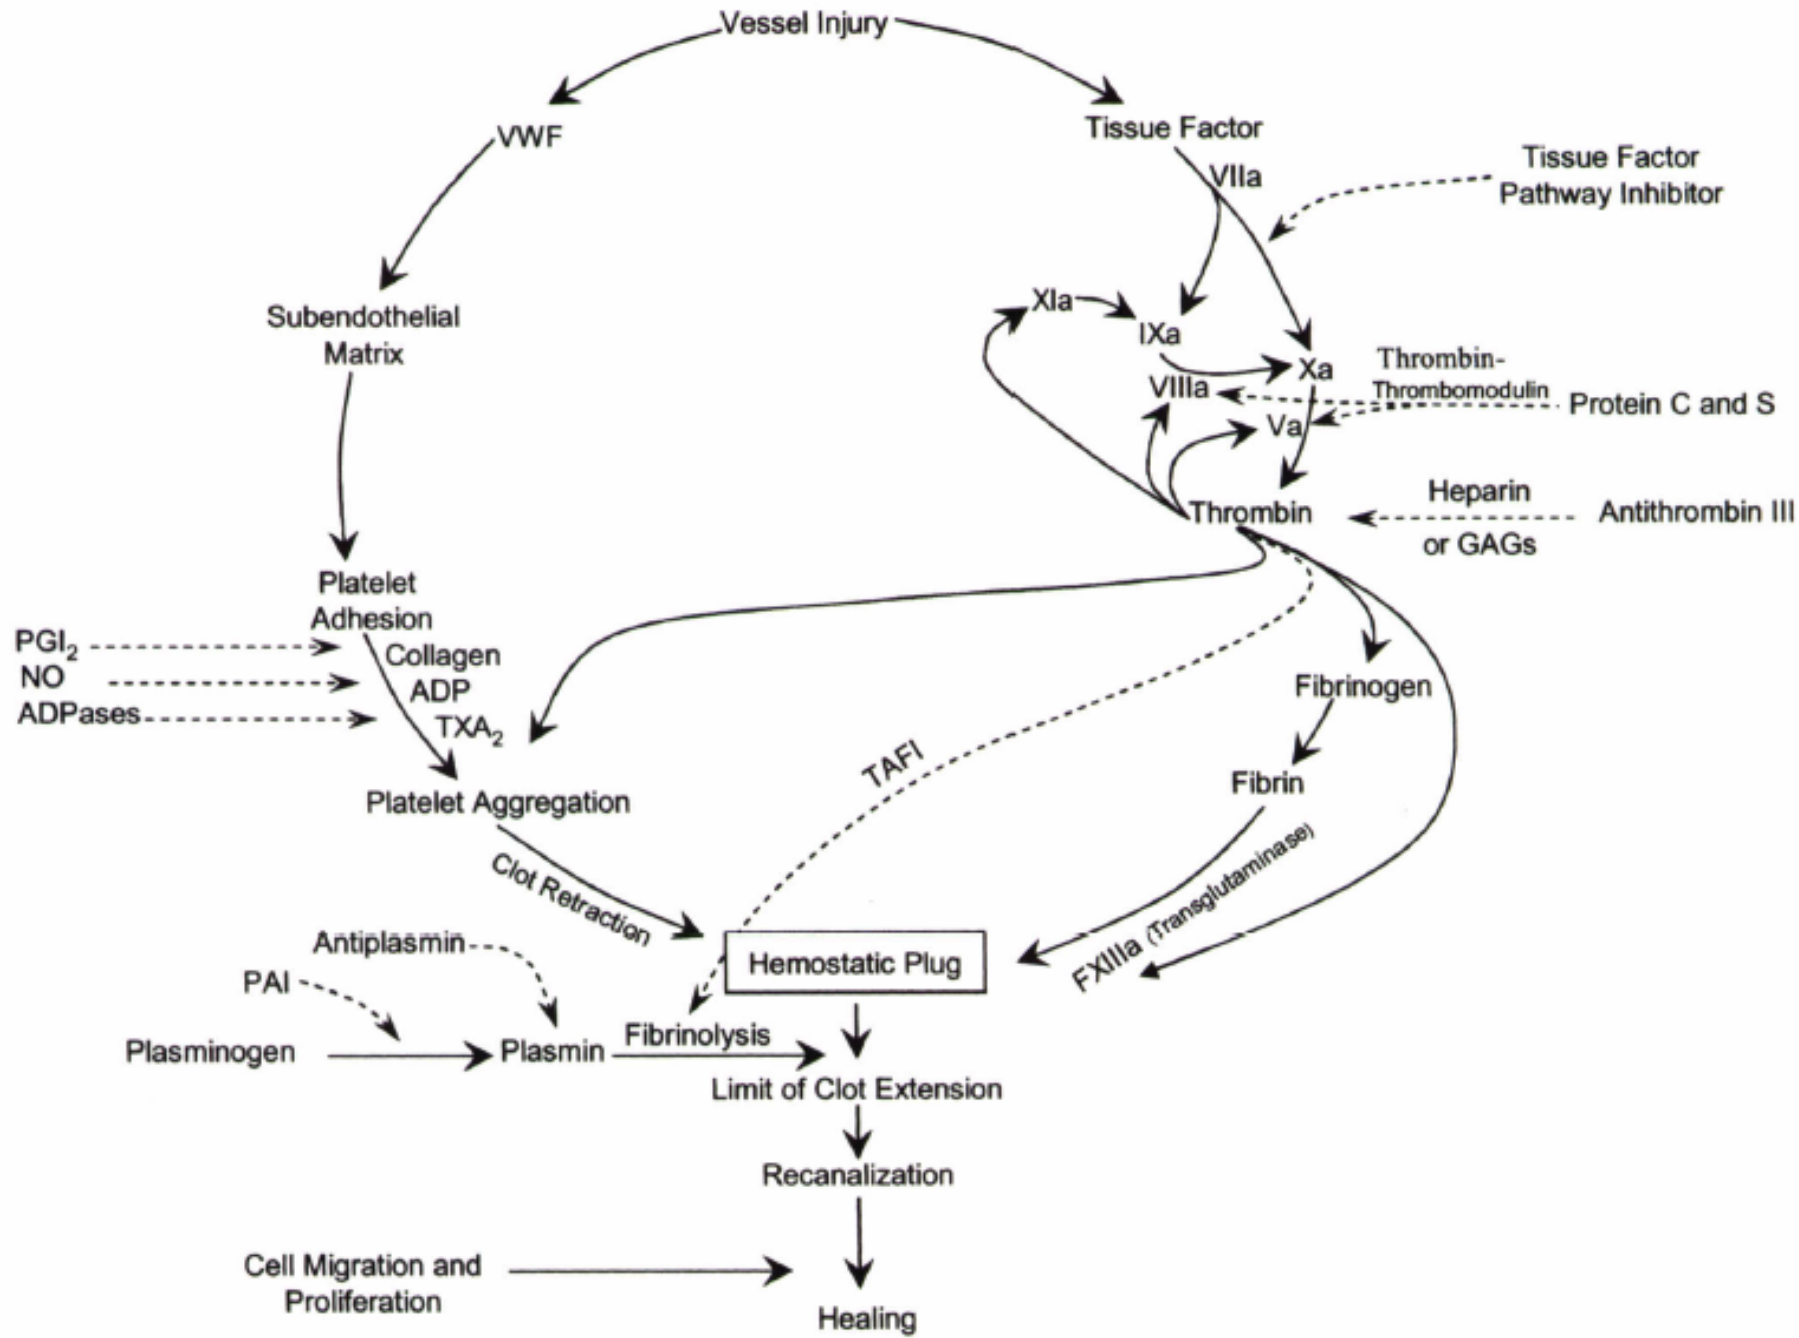 Vessel Injury
VWF
Tissue Factor
VIIa
Tissue Factor
Pathway Inhibitor
Subendothelial
Matrix
XIa
IXa
Xa
VIIIa
Va
Thrombin-
Thrombomodulin
Protein C and S
Thrombin
Heparin
or GAGs
Antithrombin III
Platelet
Adhesion
PGI₂
NO
ADPases
Collagen
ADP
TXA₂
Platelet Aggregation
TAFI
Fibrinogen
Fibrin
Clot Retraction
FXIIIa (Transglutaminase)
Hemostatic Plug
Antiplasmin
PAI
Plasminogen
Plasmin
Fibrinolysis
Limit of Clot Extension
Recanalization
Cell Migration and
Proliferation
Healing